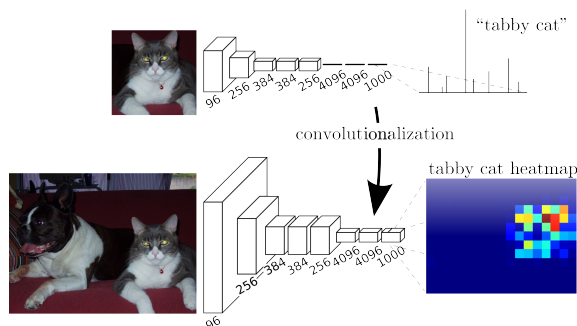 “tabby cat”
96 256 384 384 256 4096 4096 1000
convolutionalization
tabby cat heatmap
96 256 384 384 256 4096 4096 1000